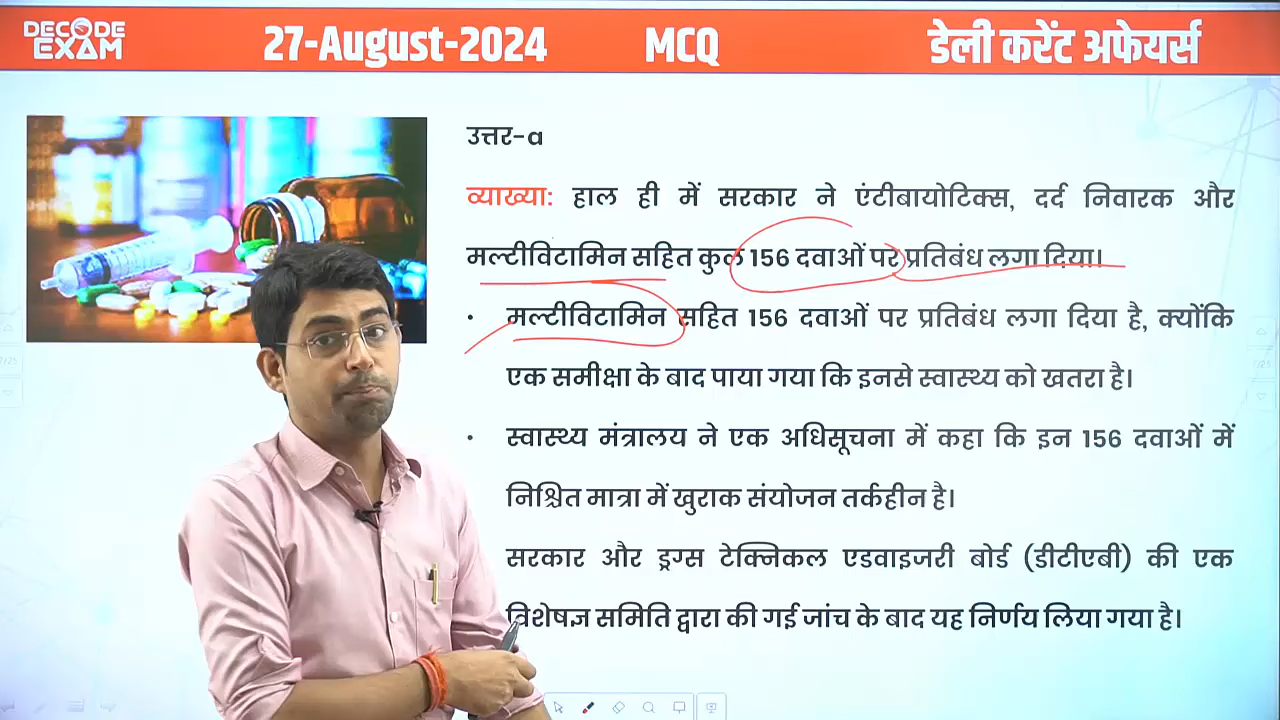 DECODE
EXAM
27-August-2024
MCQ
डेली करेंट अफेयर्स
उत्तर-a
व्याख्या: हाल ही में सरकार ने एंटीबायोटिक्स, दर्द निवारक और
मल्टीविटामिन सहित कुल 156 दवाओं पर प्रतिबंध लगा दिया।
• मल्टीविटामिन सहित 156 दवाओं पर प्रतिबंध लगा दिया है, क्योंकि
एक समीक्षा के बाद पाया गया कि इनसे स्वास्थ्य को खतरा है।
• स्वास्थ्य मंत्रालय ने एक अधिसूचना में कहा कि इन 156 दवाओं में
निश्चित मात्रा में खुराक संयोजन तर्कहीन है।
सरकार और ड्रग्स टेक्निकल एडवाइजरी बोर्ड (डीटीएबी) की एक
विशेषज्ञ समिति द्वारा की गई जांच के बाद यह निर्णय लिया गया है।